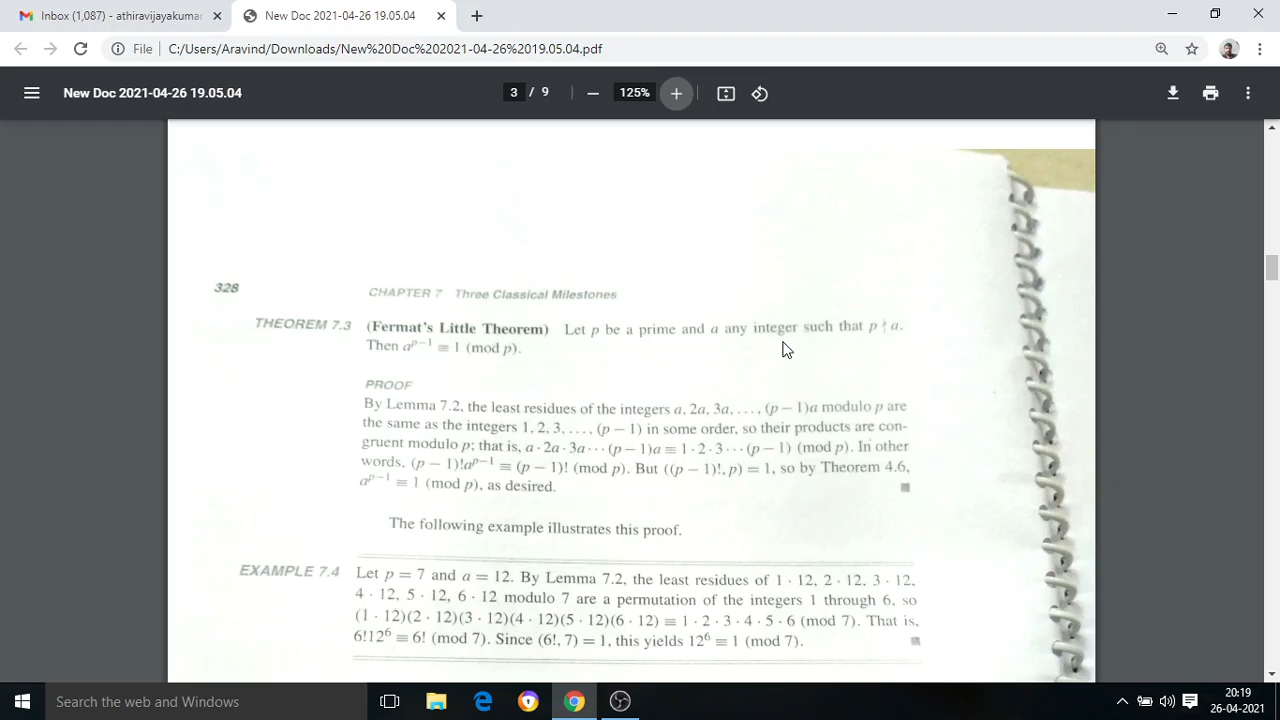 Inbox (1,087) - athiravijayakumar
New Doc 2021-04-26 19.05.04
File
C:/Users/Aravind/Downloads/New%20Doc%202021-04-26%2019.05.04.pdf
New Doc 2021-04-26 19.05.04
3 / 9
125%
328
CHAPTER 7 Three Classical Milestones
THEOREM 7.3 (Fermat's Little Theorem) Let p be a prime and a any integer such that p ∤ a.
Then a^{p−1} ≡ 1 (mod p).
PROOF
By Lemma 7.2, the least residues of the integers a, 2a, 3a, . . . , (p − 1)a modulo p are
the same as the integers 1, 2, 3, . . . , (p − 1) in some order, so their products are con-
gruent modulo p; that is, a · 2a · 3a · · · (p − 1)a ≡ 1 · 2 · 3 · · · (p − 1) (mod p). In other
words, (p − 1)!a^{p−1} ≡ (p − 1)! (mod p). But ((p − 1)!, p) = 1, so by Theorem 4.6,
a^{p−1} ≡ 1 (mod p), as desired.
The following example illustrates this proof.
EXAMPLE 7.4 Let p = 7 and a = 12. By Lemma 7.2, the least residues of 1 · 12, 2 · 12, 3 · 12,
4 · 12, 5 · 12, 6 · 12 modulo 7 are a permutation of the integers 1 through 6, so
(1 · 12)(2 · 12)(3 · 12)(4 · 12)(5 · 12)(6 · 12) ≡ 1 · 2 · 3 · 4 · 5 · 6 (mod 7). That is,
6!12^6 ≡ 6! (mod 7). Since (6!, 7) = 1, this yields 12^6 ≡ 1 (mod 7).
Search the web and Windows
20:19
26-04-2021